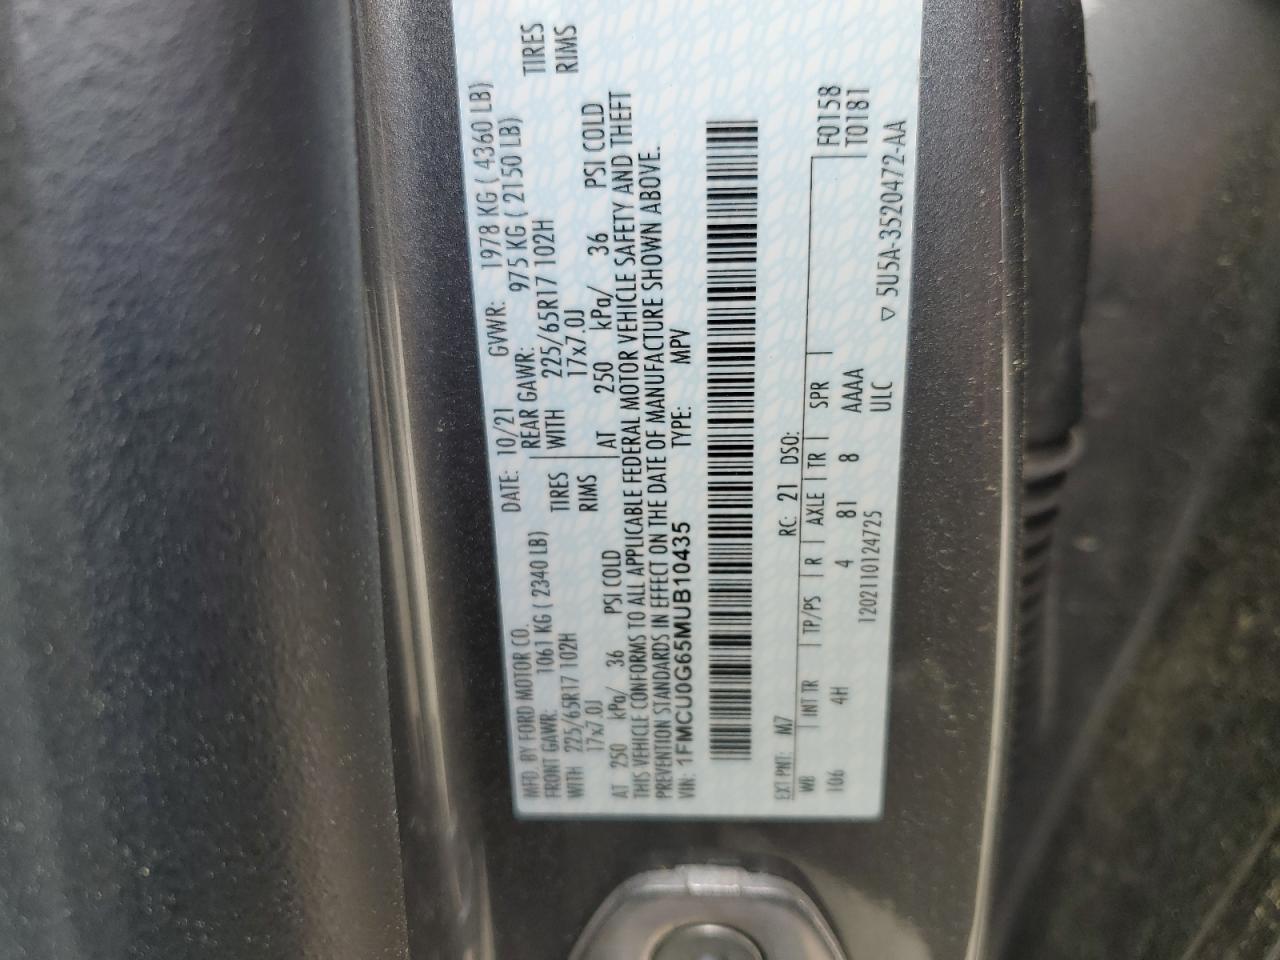 MFD. BY FORD MOTOR CO. DATE: 10/21 GVWR: 1978 KG ( 4360 LB)
FRONT GAWR: 1061 KG ( 2340 LB) REAR GAWR: 975 KG ( 2150 LB)
WITH 225/65R17 102H TIRES WITH 225/65R17 102H TIRES
17x7.0J RIMS 17x7.0J RIMS
AT 250 kPa/ 36 PSI COLD AT 250 kPa/ 36 PSI COLD
THIS VEHICLE CONFORMS TO ALL APPLICABLE FEDERAL MOTOR VEHICLE SAFETY AND THEFT
PREVENTION STANDARDS IN EFFECT ON THE DATE OF MANUFACTURE SHOWN ABOVE.
VIN: 1FMCU0G65MUB10435 TYPE: MPV
EXT PNT: M7 RC: 21 DSO: F0158
WB INT TR TP/PS R AXLE TR SPR T0181
106 4H 4 81 8 AAAA
1202110124725 ULC
▽ 5U5A-3520472-AA